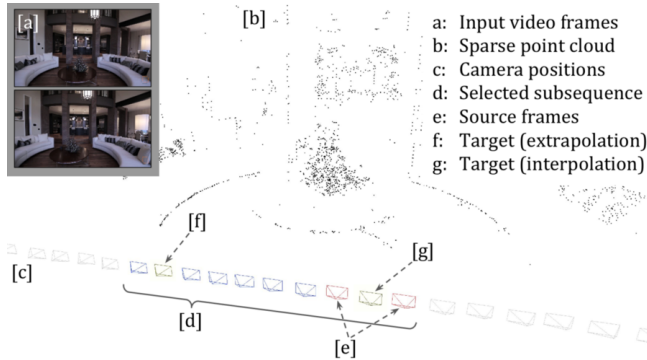 [a]
[b]
a: Input video frames
b: Sparse point cloud
c: Camera positions
d: Selected subsequence
e: Source frames
f: Target (extrapolation)
g: Target (interpolation)
[f]
[g]
[c]
[d]
[e]